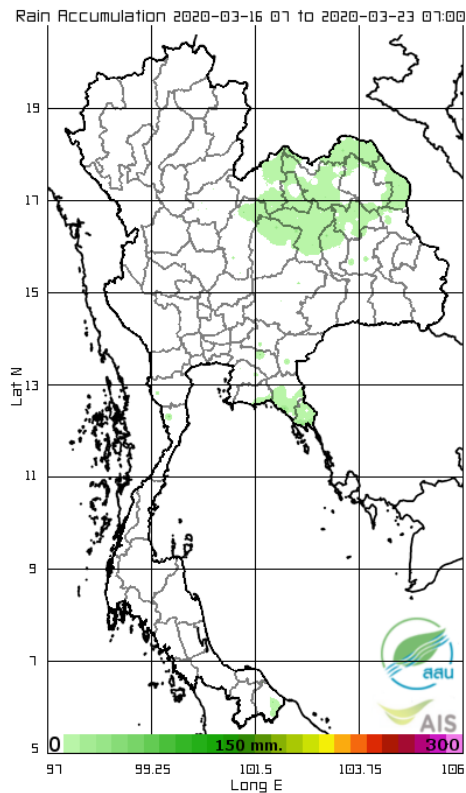 Rain Accumulation 2020-03-16 07 to 2020-03-23 07:00
19
17
15
13
11
9
7
5
Lat N
สสน
AIS
0 150 mm. 300
97 99.25 101.5 103.75 106
Long E